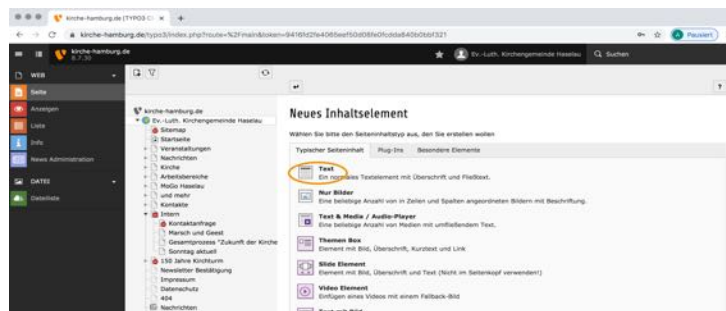 kirche-hamburg.de [TYPO3 C
kirche-hamburg.de/typo3/index.php?route=%2Fmain&token=
Pausiert
kirche-hamburg.de
8.7.30
Ev.-Luth. Kirchengemeinde Haselau
Suchen
WEB
Seite
Anzeigen
Liste
Info
News Administration
DATEI
Dateiliste
kirche-hamburg.de
Ev.-Luth. Kirchengemeinde Haselau
Sitemap
Startseite
Veranstaltungen
Nachrichten
Kirche
Arbeitsbereiche
MoGo Haselau
und mehr
Kontakte
Intern
Kontaktanfrage
Marsch und Geest
Gesamtprozess "Zukunft der Kirche
Sonntag aktuell
150 Jahre Kirchturm
Newsletter Bestätigung
Impressum
Datenschutz
404
Nachrichten
Neues Inhaltselement
Wählen Sie bitte den Seiteninhaltstyp aus, den Sie erstellen wollen
Typischer Seiteninhalt Plug-Ins Besondere Elemente
Text
Ein normales Textelement mit Überschrift und Fließtext.
Nur Bilder
Eine beliebige Anzahl von in Zeilen und Spalten angeordneten Bildern mit Beschriftung.
Text & Media / Audio-Player
Eine beliebige Anzahl von Medien mit umfließendem Text.
Themen Box
Element mit Bild, Überschrift, Kurztext und Link
Slide Element
Element mit Bild, Überschrift und Text (Nicht im Seitenkopf verwenden!)
Video Element
Einfügen eines Videos mit einem Fallback-Bild